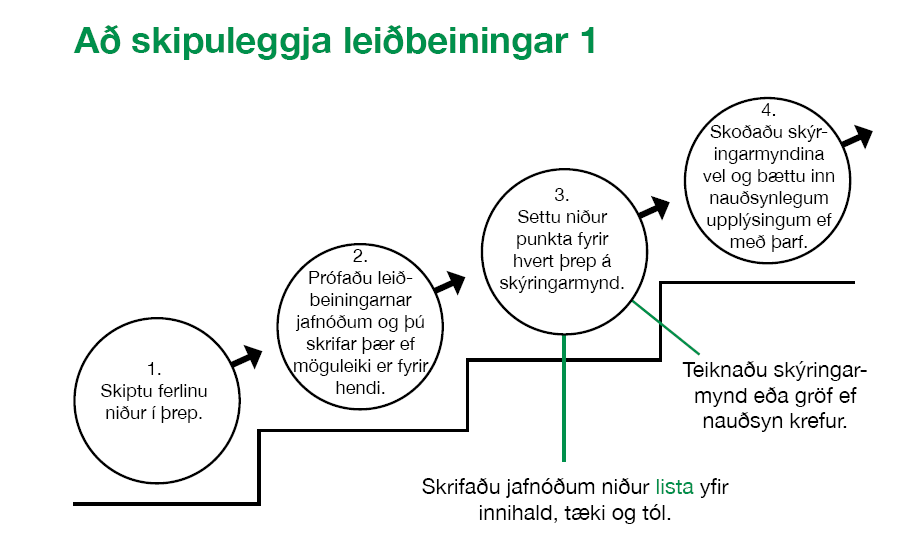 Að skipuleggja leiðbeiningar 1
1.
Skiptu ferlinu
niður í þrep.
2.
Prófaðu leið-
beiningarnar
jafnóðum og þú
skrifar þær ef
möguleiki er fyrir
hendi.
3.
Settu niður
punkta fyrir
hvert þrep á
skýringarmynd.
4.
Skoðaðu skýr-
ingarmyndina
vel og bættu inn
nauðsynlegum
upplýsingum ef
með þarf.
Teiknaðu skýringar-
mynd eða gröf ef
nauðsyn krefur.
Skrifaðu jafnóðum niður lista yfir
innihald, tæki og tól.